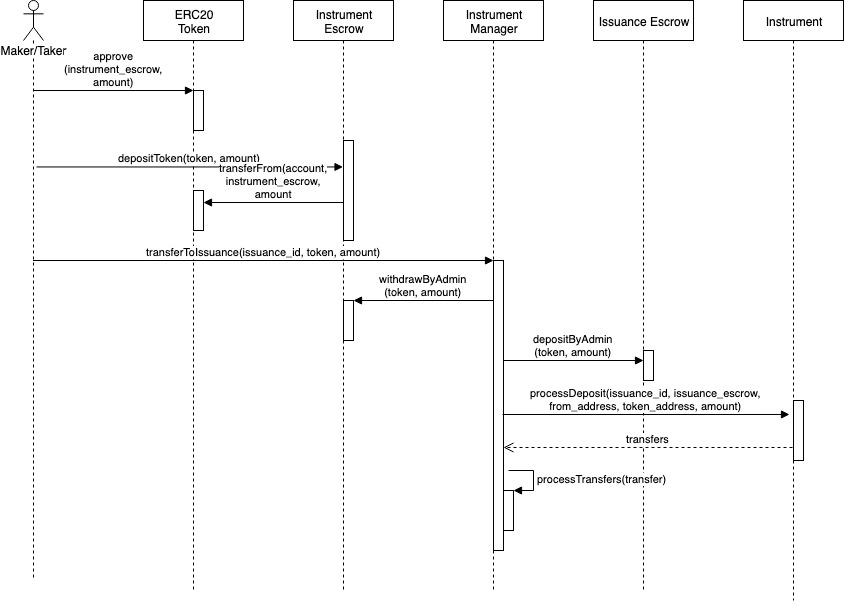 ERC20
Token
Instrument
Escrow
Instrument
Manager
Issuance Escrow
Instrument
Maker/Taker
approve
(instrument_escrow,
amount)
depositToken(token, amount)
transferFrom(account,
instrument_escrow,
amount
transferToIssuance(issuance_id, token, amount)
withdrawByAdmin
(token, amount)
depositByAdmin
(token, amount)
processDeposit(issuance_id, issuance_escrow,
from_address, token_address, amount)
transfers
processTransfers(transfer)